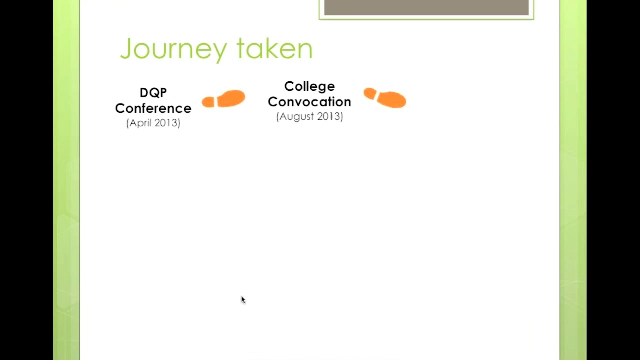 Journey taken
DQP
Conference
(April 2013)
College
Convocation
(August 2013)